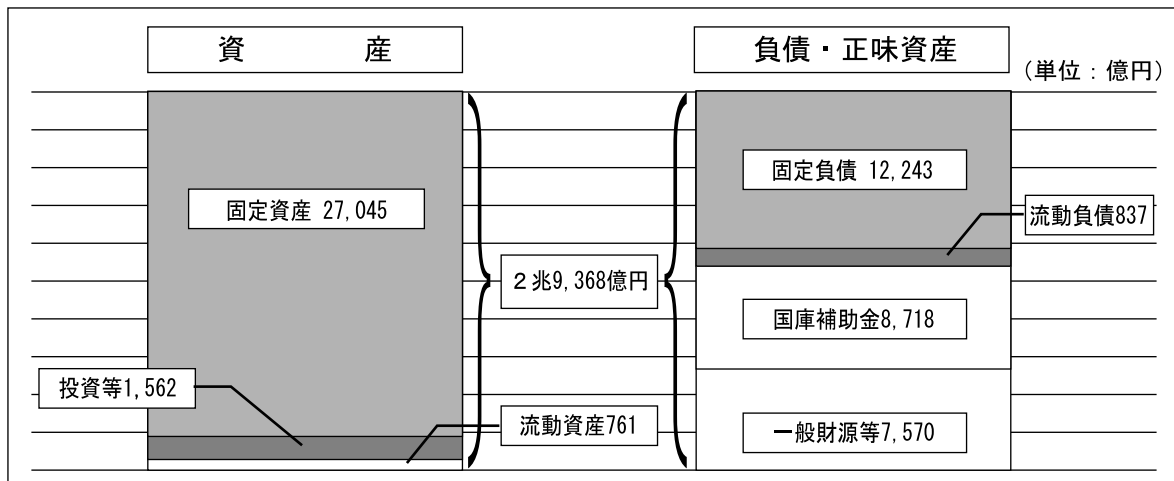 資　　　産
負債・正味資産
（単位：億円）
固定資産 27,045
固定負債 12,243
流動負債837
２兆9,368億円
国庫補助金8,718
投資等1,562
流動資産761
一般財源等7,570